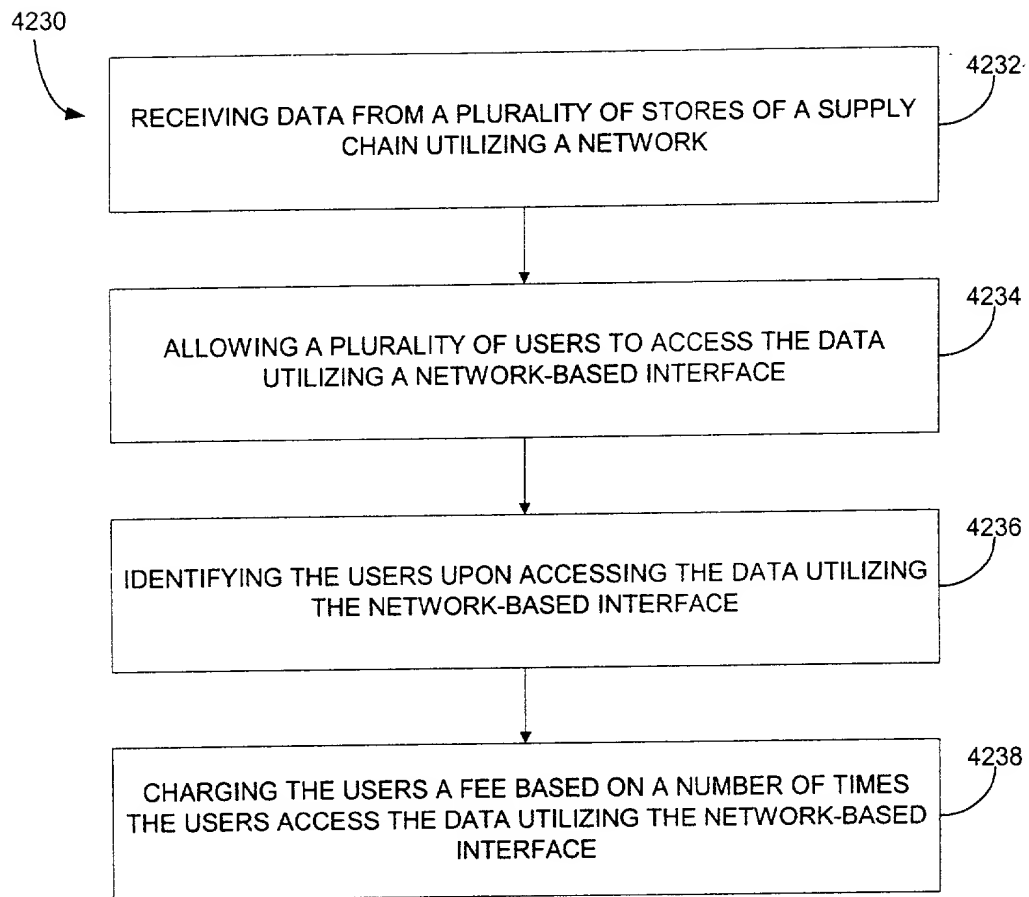 4230
4232
RECEIVING DATA FROM A PLURALITY OF STORES OF A SUPPLY
CHAIN UTILIZING A NETWORK
4234
ALLOWING A PLURALITY OF USERS TO ACCESS THE DATA
UTILIZING A NETWORK-BASED INTERFACE
4236
IDENTIFYING THE USERS UPON ACCESSING THE DATA UTILIZING
THE NETWORK-BASED INTERFACE
4238
CHARGING THE USERS A FEE BASED ON A NUMBER OF TIMES
THE USERS ACCESS THE DATA UTILIZING THE NETWORK-BASED
INTERFACE